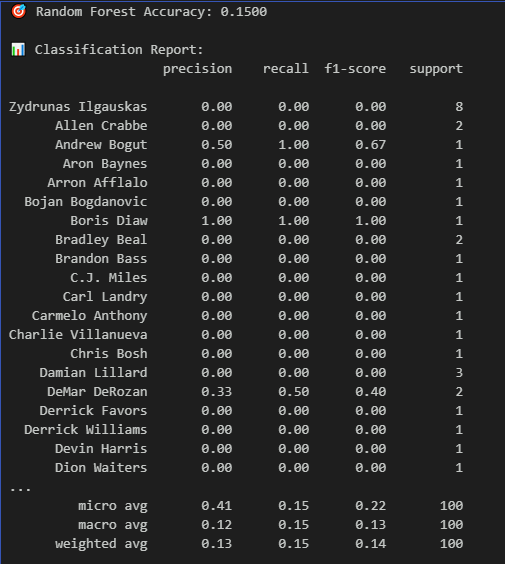 🎯 Random Forest Accuracy: 0.1500
📊 Classification Report:
precision recall f1-score support
Zydrunas Ilgauskas 0.00 0.00 0.00 8
Allen Crabbe 0.00 0.00 0.00 2
Andrew Bogut 0.50 1.00 0.67 1
Aron Baynes 0.00 0.00 0.00 1
Arron Afflalo 0.00 0.00 0.00 1
Bojan Bogdanovic 0.00 0.00 0.00 1
Boris Diaw 1.00 1.00 1.00 1
Bradley Beal 0.00 0.00 0.00 2
Brandon Bass 0.00 0.00 0.00 1
C.J. Miles 0.00 0.00 0.00 1
Carl Landry 0.00 0.00 0.00 1
Carmelo Anthony 0.00 0.00 0.00 1
Charlie Villanueva 0.00 0.00 0.00 1
Chris Bosh 0.00 0.00 0.00 1
Damian Lillard 0.00 0.00 0.00 3
DeMar DeRozan 0.33 0.50 0.40 2
Derrick Favors 0.00 0.00 0.00 1
Derrick Williams 0.00 0.00 0.00 1
Devin Harris 0.00 0.00 0.00 1
Dion Waiters 0.00 0.00 0.00 1
...
micro avg 0.41 0.15 0.22 100
macro avg 0.12 0.15 0.13 100
weighted avg 0.13 0.15 0.14 100